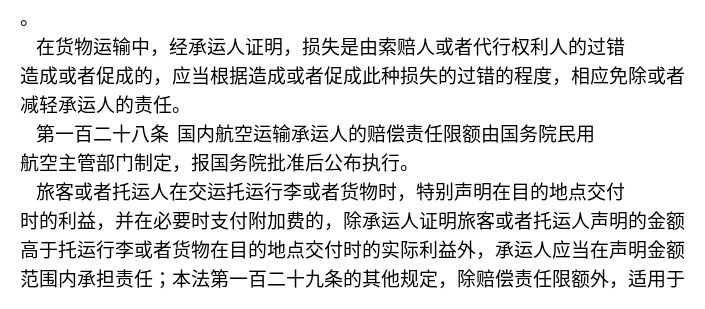 。
在货物运输中，经承运人证明，损失是由索赔人或者代行权利人的过错
造成或者促成的，应当根据造成或者促成此种损失的过错的程度，相应免除或者
减轻承运人的责任。
第一百二十八条 国内航空运输承运人的赔偿责任限额由国务院民用
航空主管部门制定，报国务院批准后公布执行。
旅客或者托运人在交运托运行李或者货物时，特别声明在目的地点交付
时的利益，并在必要时支付附加费的，除承运人证明旅客或者托运人声明的金额
高于托运行李或者货物在目的地点交付时的实际利益外，承运人应当在声明金额
范围内承担责任；本法第一百二十九条的其他规定，除赔偿责任限额外，适用于